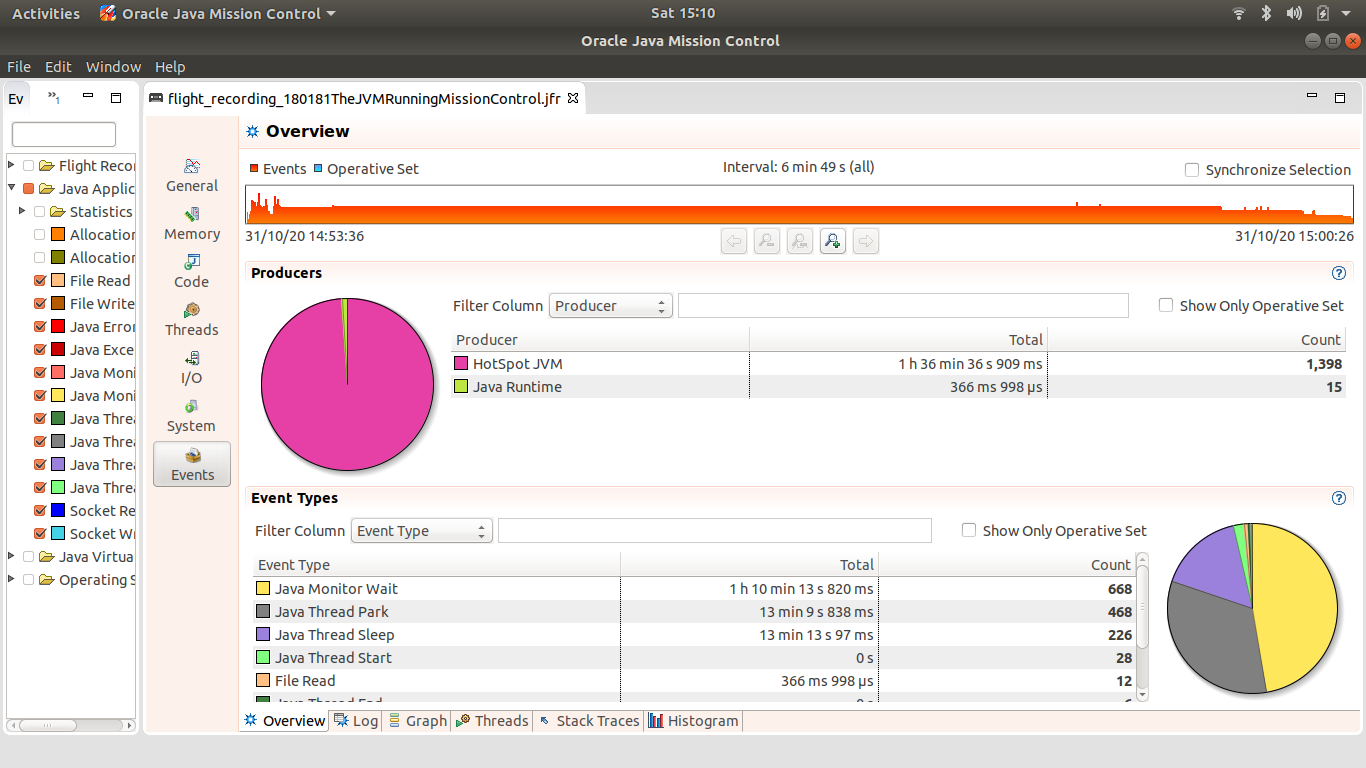 Activities Oracle Java Mission Control Sat 15:10
Oracle Java Mission Control
File Edit Window Help
Ev »1 flight_recording_180181TheJVMRunningMissionControl.jfr
Overview
Events Operative Set Interval: 6 min 49 s (all) Synchronize Selection
31/10/20 14:53:36 31/10/20 15:00:26
Flight Recor
Java Applic
Statistics
Allocation
Allocation
File Read
File Write
Java Error
Java Exce
Java Moni
Java Moni
Java Threa
Java Threa
Java Threa
Java Threa
Socket Re
Socket Wr
Java Virtua
Operating S
General
Memory
Code
Threads
I/O
System
Events
Producers
Filter Column Producer Show Only Operative Set
Producer Total Count
HotSpot JVM 1 h 36 min 36 s 909 ms 1,398
Java Runtime 366 ms 998 µs 15
Event Types
Filter Column Event Type Show Only Operative Set
Event Type Total Count
Java Monitor Wait 1 h 10 min 13 s 820 ms 668
Java Thread Park 13 min 9 s 838 ms 468
Java Thread Sleep 13 min 13 s 97 ms 226
Java Thread Start 0 s 28
File Read 366 ms 998 µs 12
Java Thread End 0 s 6
Overview Log Graph Threads Stack Traces Histogram